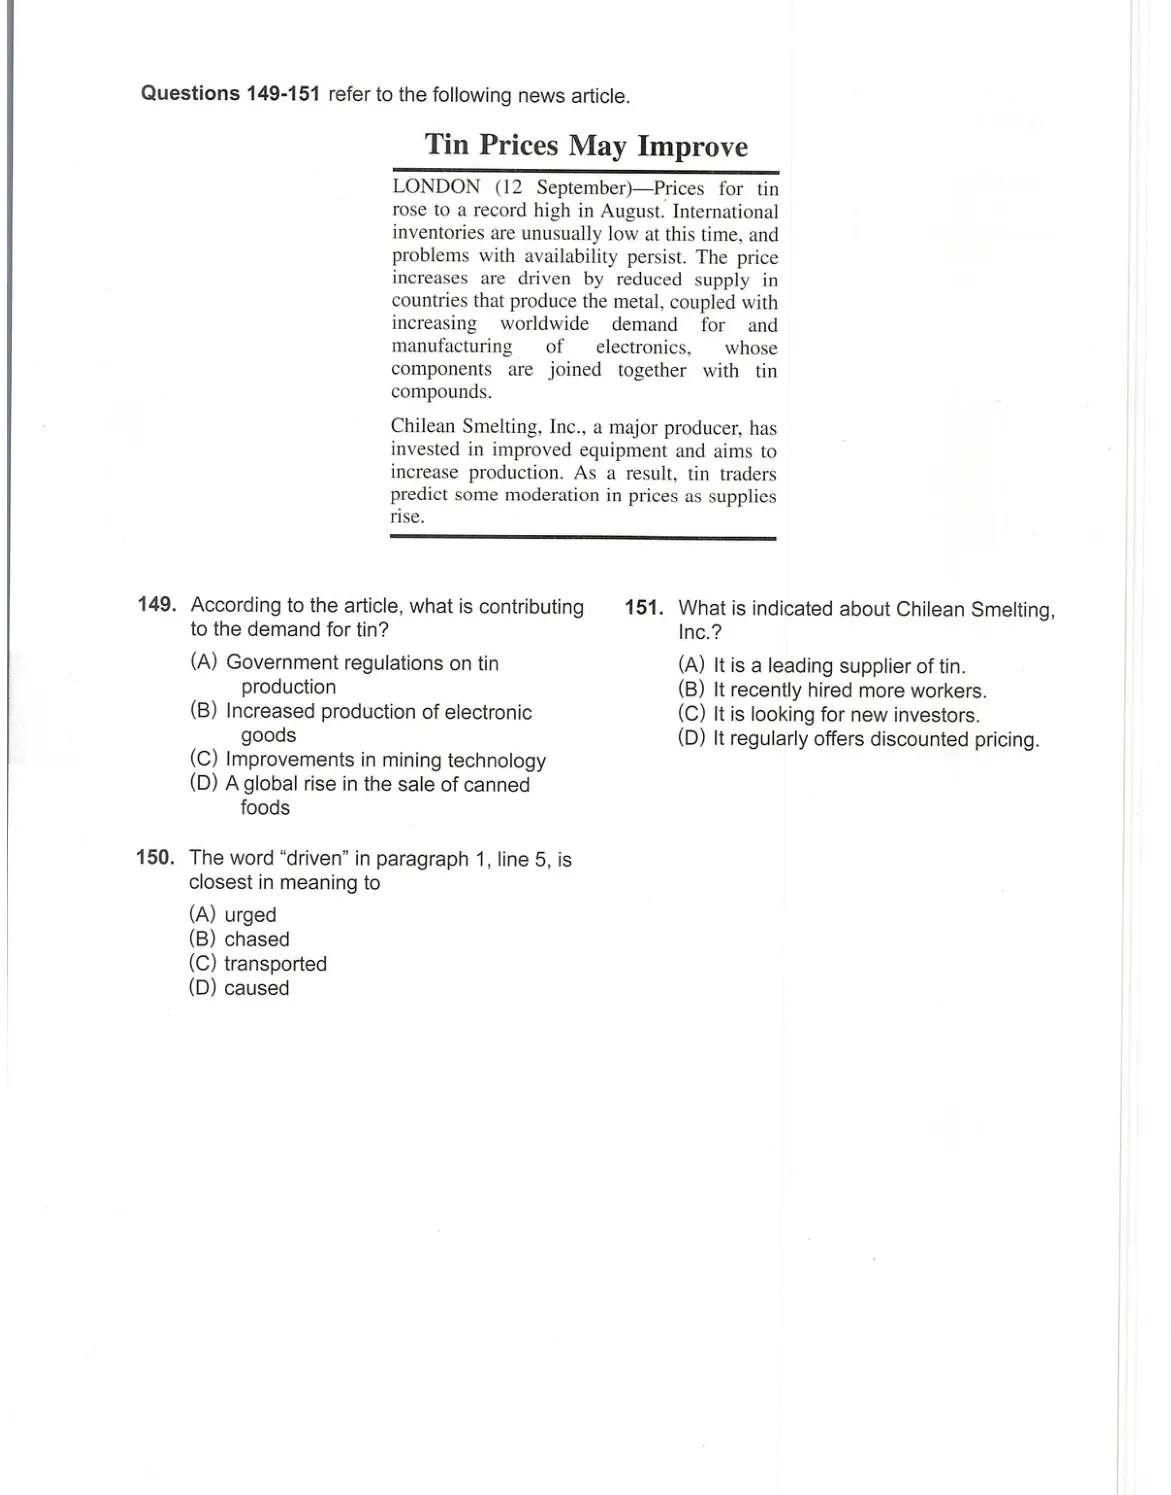 Questions 149-151 refer to the following news article.
Tin Prices May Improve
LONDON (12 September)—Prices for tin
rose to a record high in August. International
inventories are unusually low at this time, and
problems with availability persist. The price
increases are driven by reduced supply in
countries that produce the metal, coupled with
increasing worldwide demand for and
manufacturing of electronics, whose
components are joined together with tin
compounds.
Chilean Smelting, Inc., a major producer, has
invested in improved equipment and aims to
increase production. As a result, tin traders
predict some moderation in prices as supplies
rise.
149. According to the article, what is contributing
to the demand for tin?
(A) Government regulations on tin
production
(B) Increased production of electronic
goods
(C) Improvements in mining technology
(D) A global rise in the sale of canned
foods
150. The word “driven” in paragraph 1, line 5, is
closest in meaning to
(A) urged
(B) chased
(C) transported
(D) caused
151. What is indicated about Chilean Smelting,
Inc.?
(A) It is a leading supplier of tin.
(B) It recently hired more workers.
(C) It is looking for new investors.
(D) It regularly offers discounted pricing.